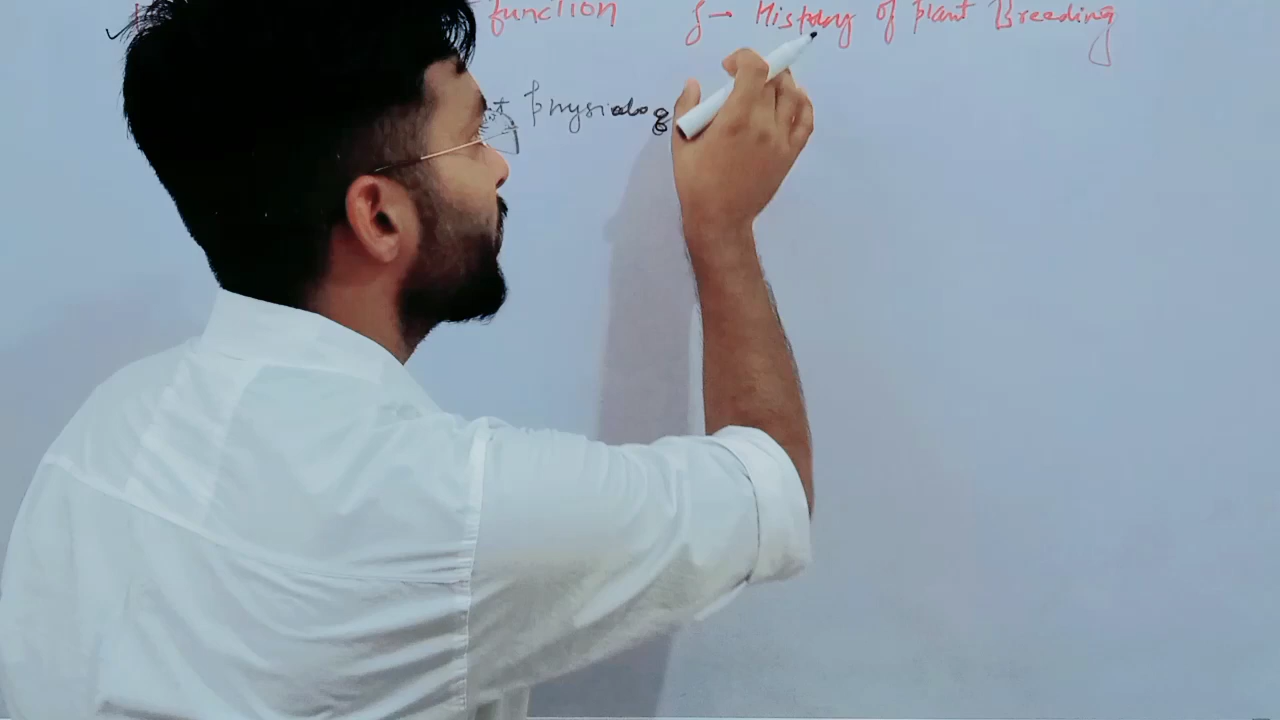 function f → History of plant Breeding
physiolog